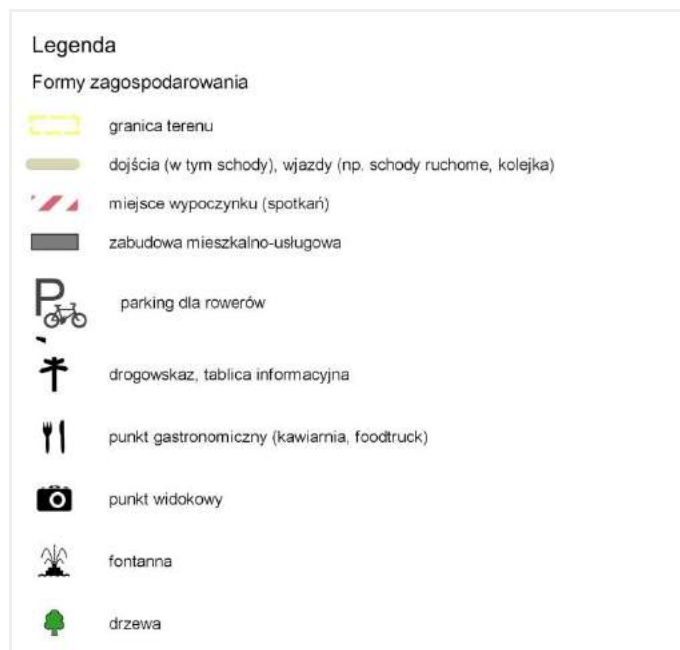 Legenda
Formy zagospodarowania
granica terenu
dojścia (w tym schody), wjazdy (np. schody ruchome, kolejka)
miejsce wypoczynku (spotkań)
zabudowa mieszkalno-usługowa
P
parking dla rowerów
drogowskaz, tablica informacyjna
punkt gastronomiczny (kawiarnia, foodtruck)
punkt widokowy
fontanna
drzewa